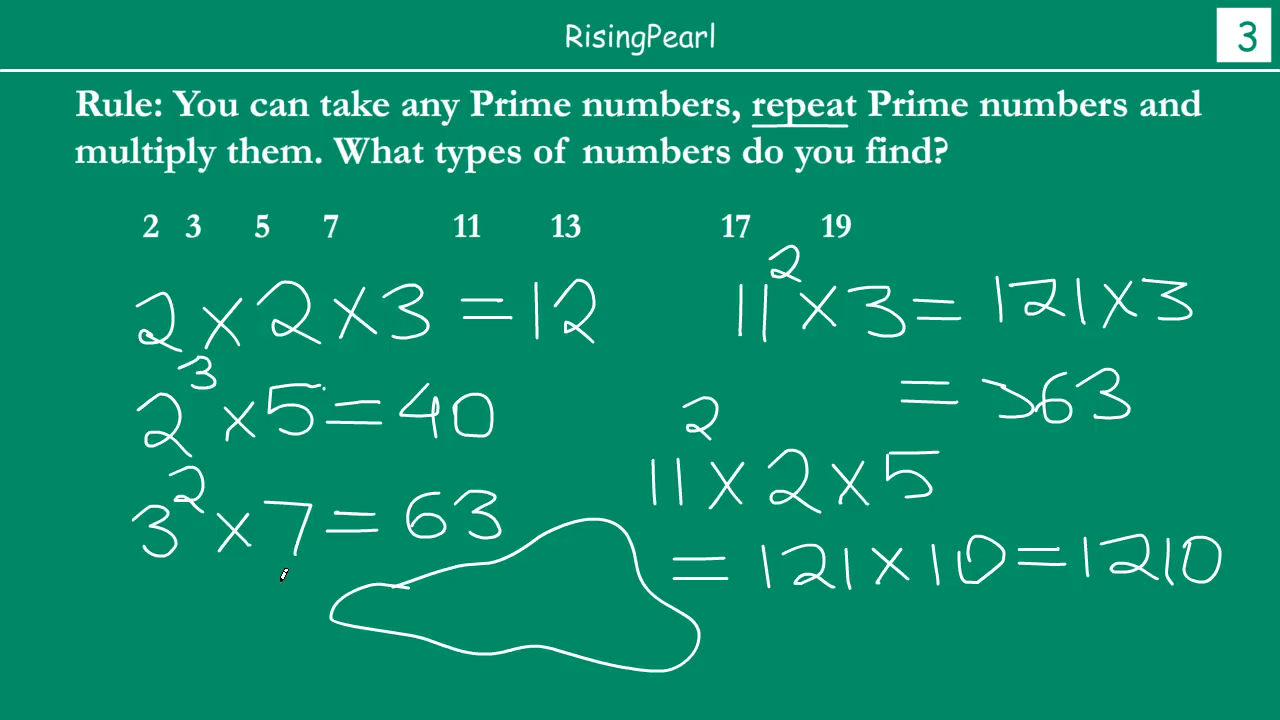 RisingPearl
3
Rule: You can take any Prime numbers, repeat Prime numbers and
multiply them. What types of numbers do you find?
2 3 5 7 11 13 17 19
2 × 2 × 3 = 12
2³ × 5 = 40
3² × 7 = 63
11² × 3 = 121 × 3
= 363
11² × 2 × 5
= 121 × 10 = 1210